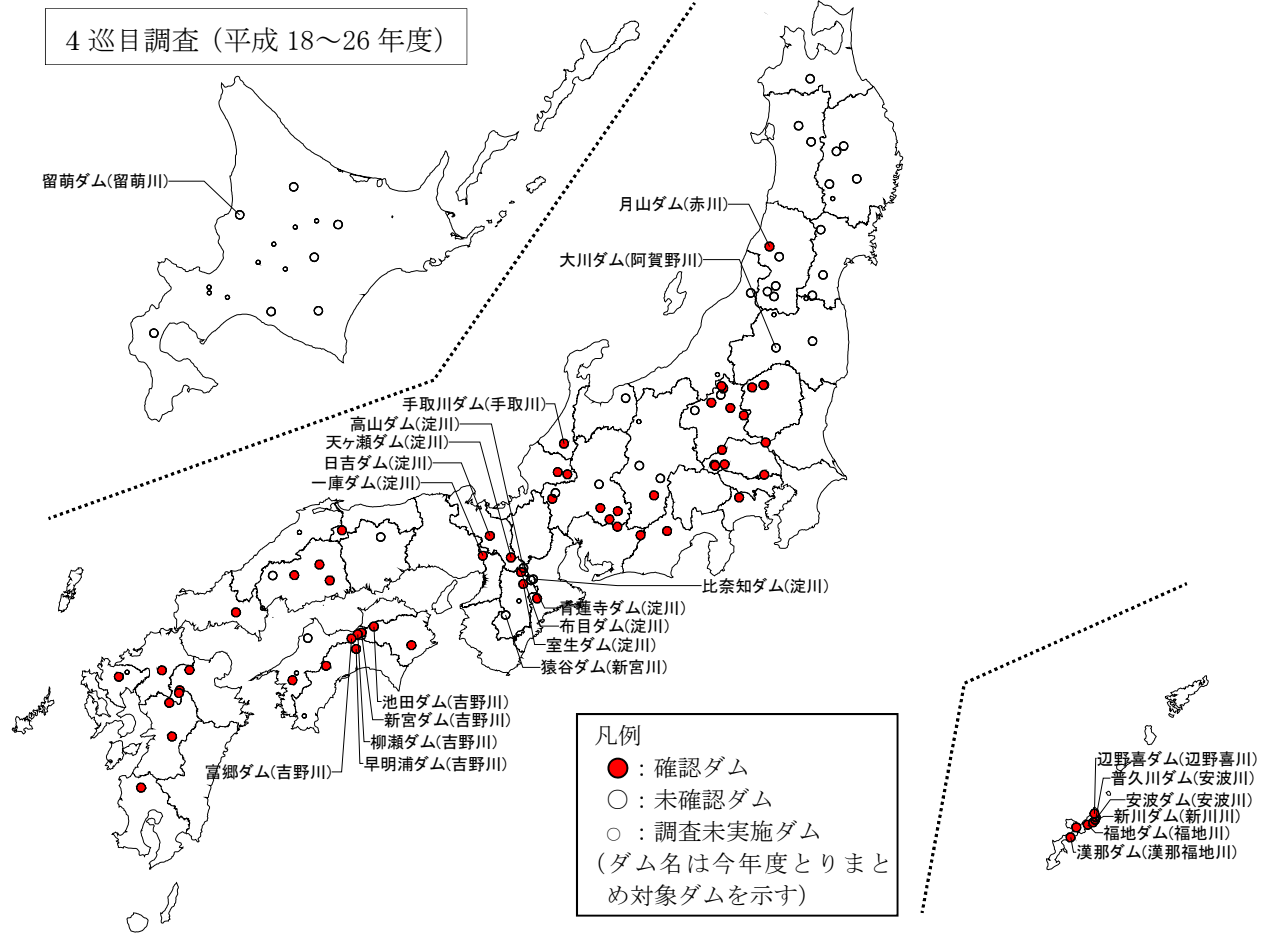 4 巡目調査（平成 18～26 年度）
留萌ダム(留萌川)
月山ダム(赤川)
大川ダム(阿賀野川)
手取川ダム(手取川)
高山ダム(淀川)
天ヶ瀬ダム(淀川)
日吉ダム(淀川)
一庫ダム(淀川)
比奈知ダム(淀川)
青蓮寺ダム(淀川)
布目ダム(淀川)
室生ダム(淀川)
猿谷ダム(新宮川)
池田ダム(吉野川)
新宮ダム(吉野川)
柳瀬ダム(吉野川)
早明浦ダム(吉野川)
富郷ダム(吉野川)
凡例
：確認ダム
：未確認ダム
：調査未実施ダム
(ダム名は今年度とりまと
め対象ダムを示す)
辺野喜ダム(辺野喜川)
普久川ダム(安波川)
安波ダム(安波川)
新川ダム(新川川)
福地ダム(福地川)
漢那ダム(漢那福地川)